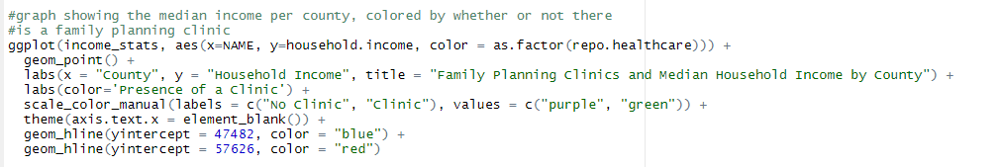 #graph showing the median income per county, colored by whether or not there
#is a family planning clinic
ggplot(income_stats, aes(x=NAME, y=household.income, color = as.factor(repo.healthcare))) +
  geom_point() +
  labs(x = "County", y = "Household Income", title = "Family Planning Clinics and Median Household Income by County") +
  labs(color='Presence of a Clinic') +
  scale_color_manual(labels = c("No Clinic", "Clinic"), values = c("purple", "green")) +
  theme(axis.text.x = element_blank()) +
  geom_hline(yintercept = 47482, color = "blue") +
  geom_hline(yintercept = 57626, color = "red")